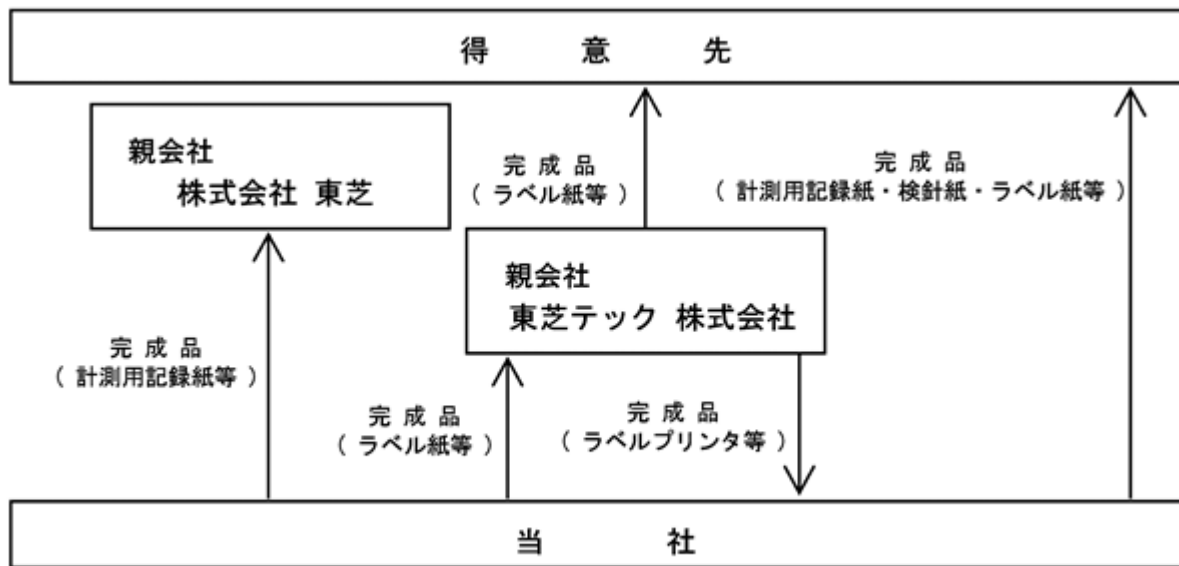 得 意 先
親会社
株式会社 東芝
完 成 品
( ラベル紙等 )
完 成 品
( 計測用記録紙・検針紙・ラベル紙等 )
親会社
東芝テック 株式会社
完 成 品
( 計測用記録紙等 )
完 成 品
( ラベル紙等 )
完 成 品
( ラベルプリンタ等 )
当 社